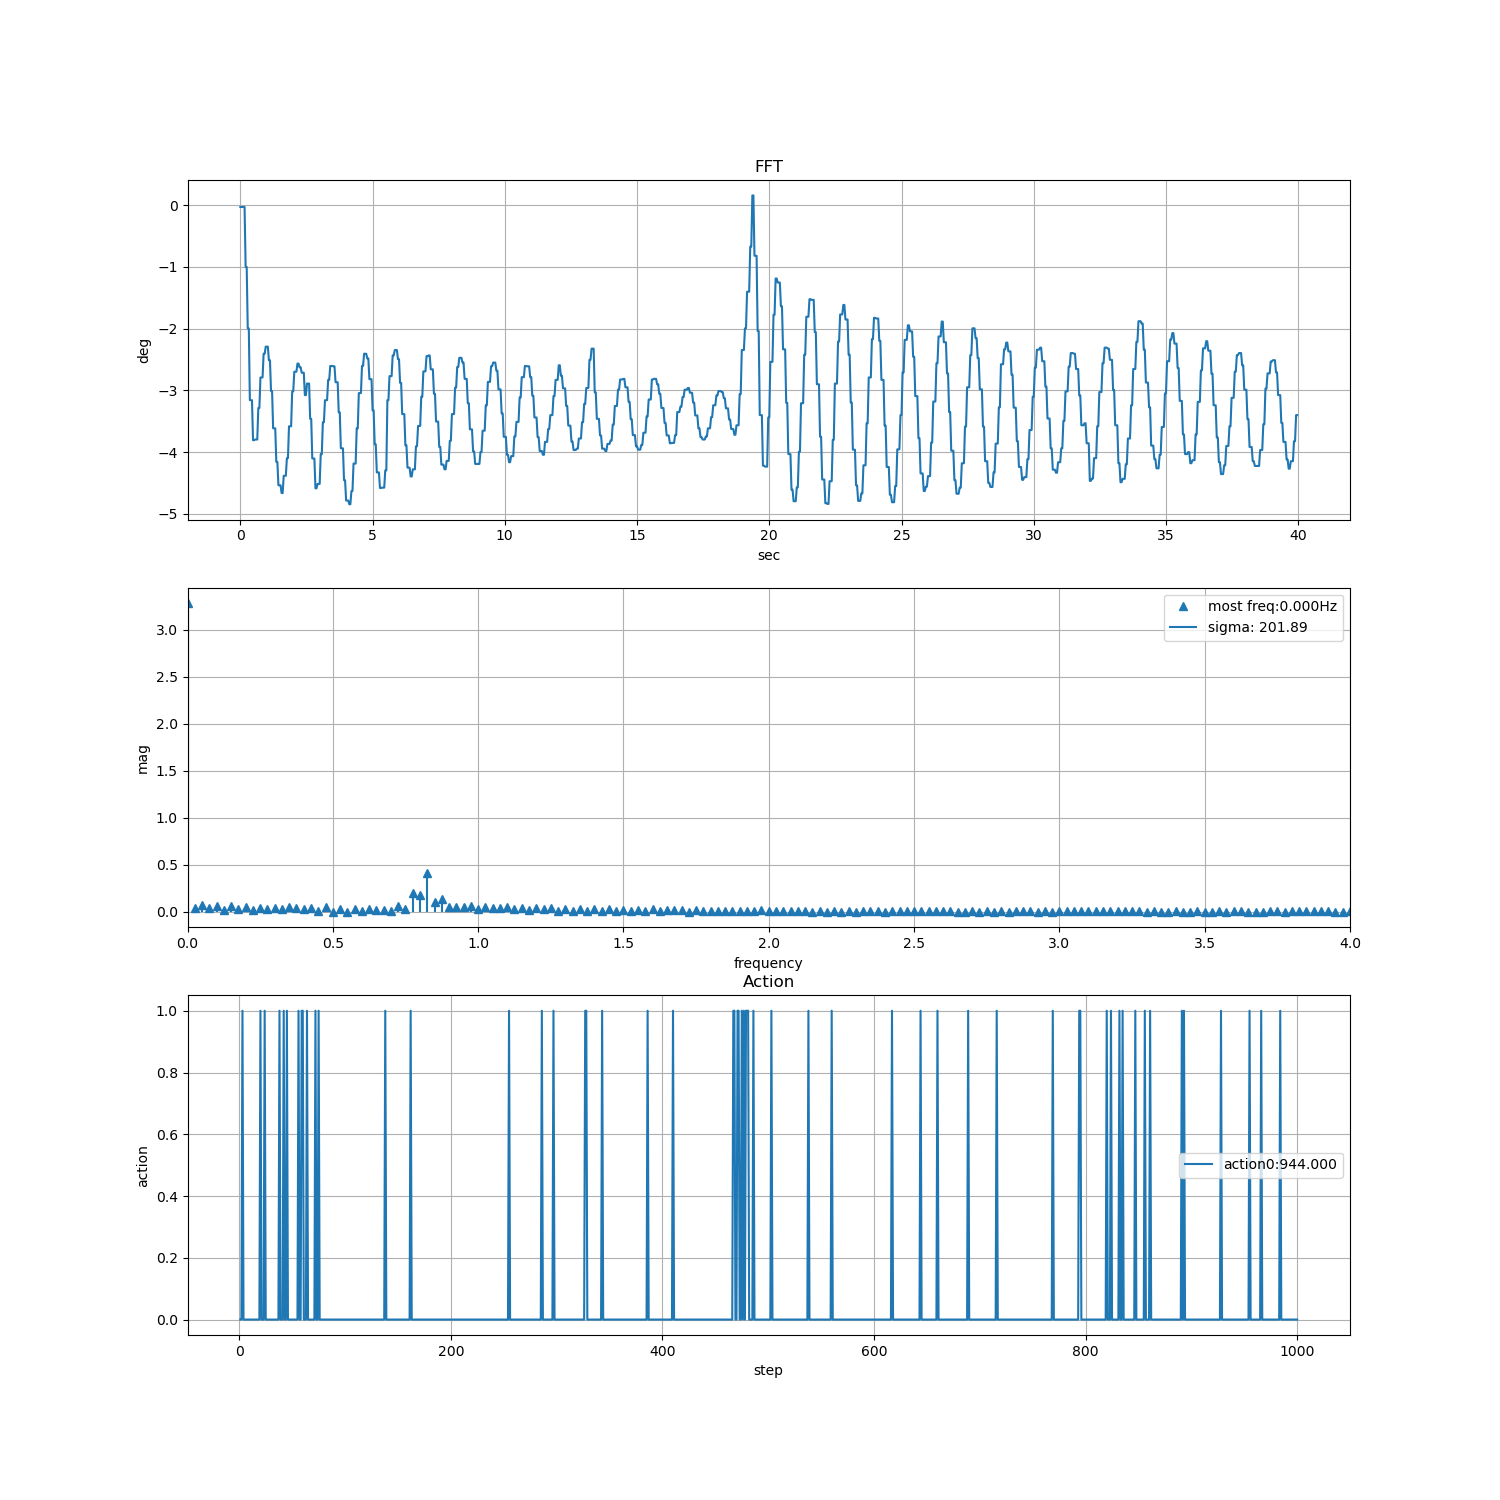 FFT
0
−1
−2
−3
−4
−5
deg
0 5 10 15 20 25 30 35 40
sec
most freq:0.000Hz
sigma: 201.89
3.0
2.5
2.0
1.5
1.0
0.5
0.0
mag
0.0 0.5 1.0 1.5 2.0 2.5 3.0 3.5 4.0
frequency
Action
1.0
0.8
0.6
0.4
0.2
0.0
action
action0:944.000
0 200 400 600 800 1000
step